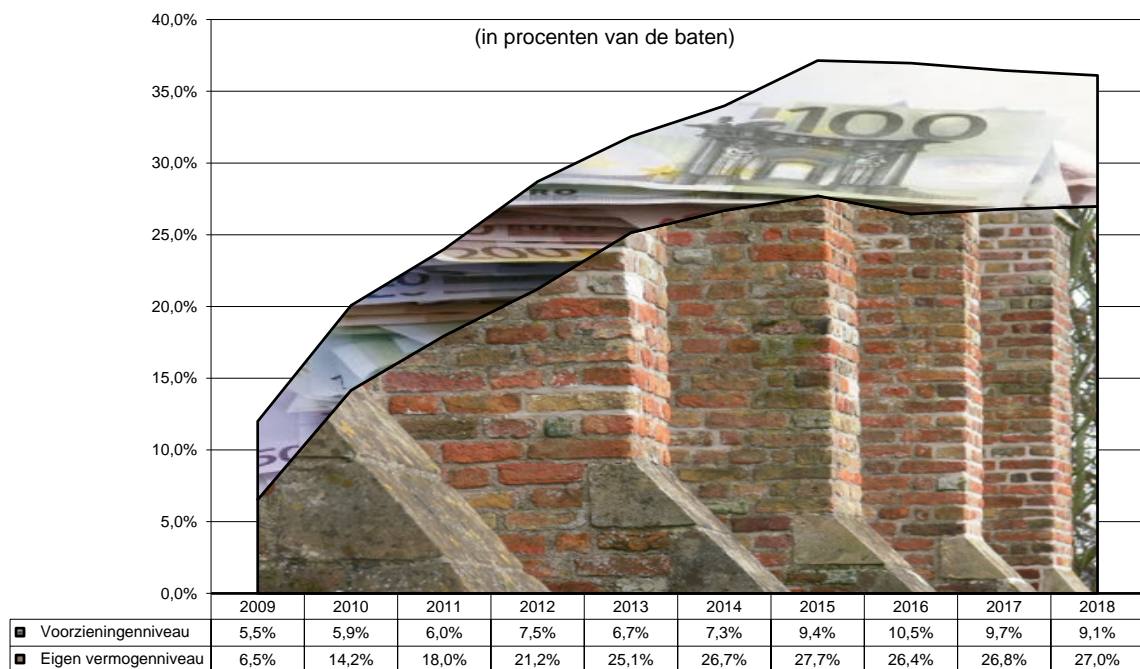 (in procenten van de baten)
40,0%
35,0%
30,0%
25,0%
20,0%
15,0%
10,0%
5,0%
0,0%
100
2009 2010 2011 2012 2013 2014 2015 2016 2017 2018
Voorzieningenniveau 5,5% 5,9% 6,0% 7,5% 6,7% 7,3% 9,4% 10,5% 9,7% 9,1%
Eigen vermogenniveau 6,5% 14,2% 18,0% 21,2% 25,1% 26,7% 27,7% 26,4% 26,8% 27,0%